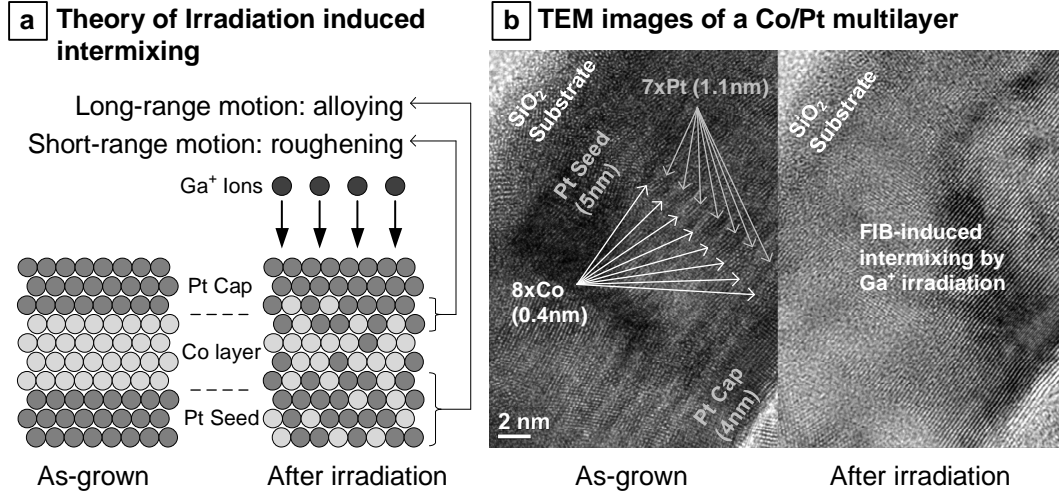 a Theory of Irradiation induced
intermixing
Long-range motion: alloying
Short-range motion: roughening
Ga⁺ Ions
Pt Cap
Co layer
Pt Seed
As-grown
After irradiation
b TEM images of a Co/Pt multilayer
SiO₂
Substrate
Pt Seed
(5nm)
7xPt (1.1nm)
8xCo
(0.4nm)
Pt Cap
(4nm)
2 nm
SiO₂
Substrate
FIB-induced
intermixing by
Ga⁺ irradiation
As-grown
After irradiation